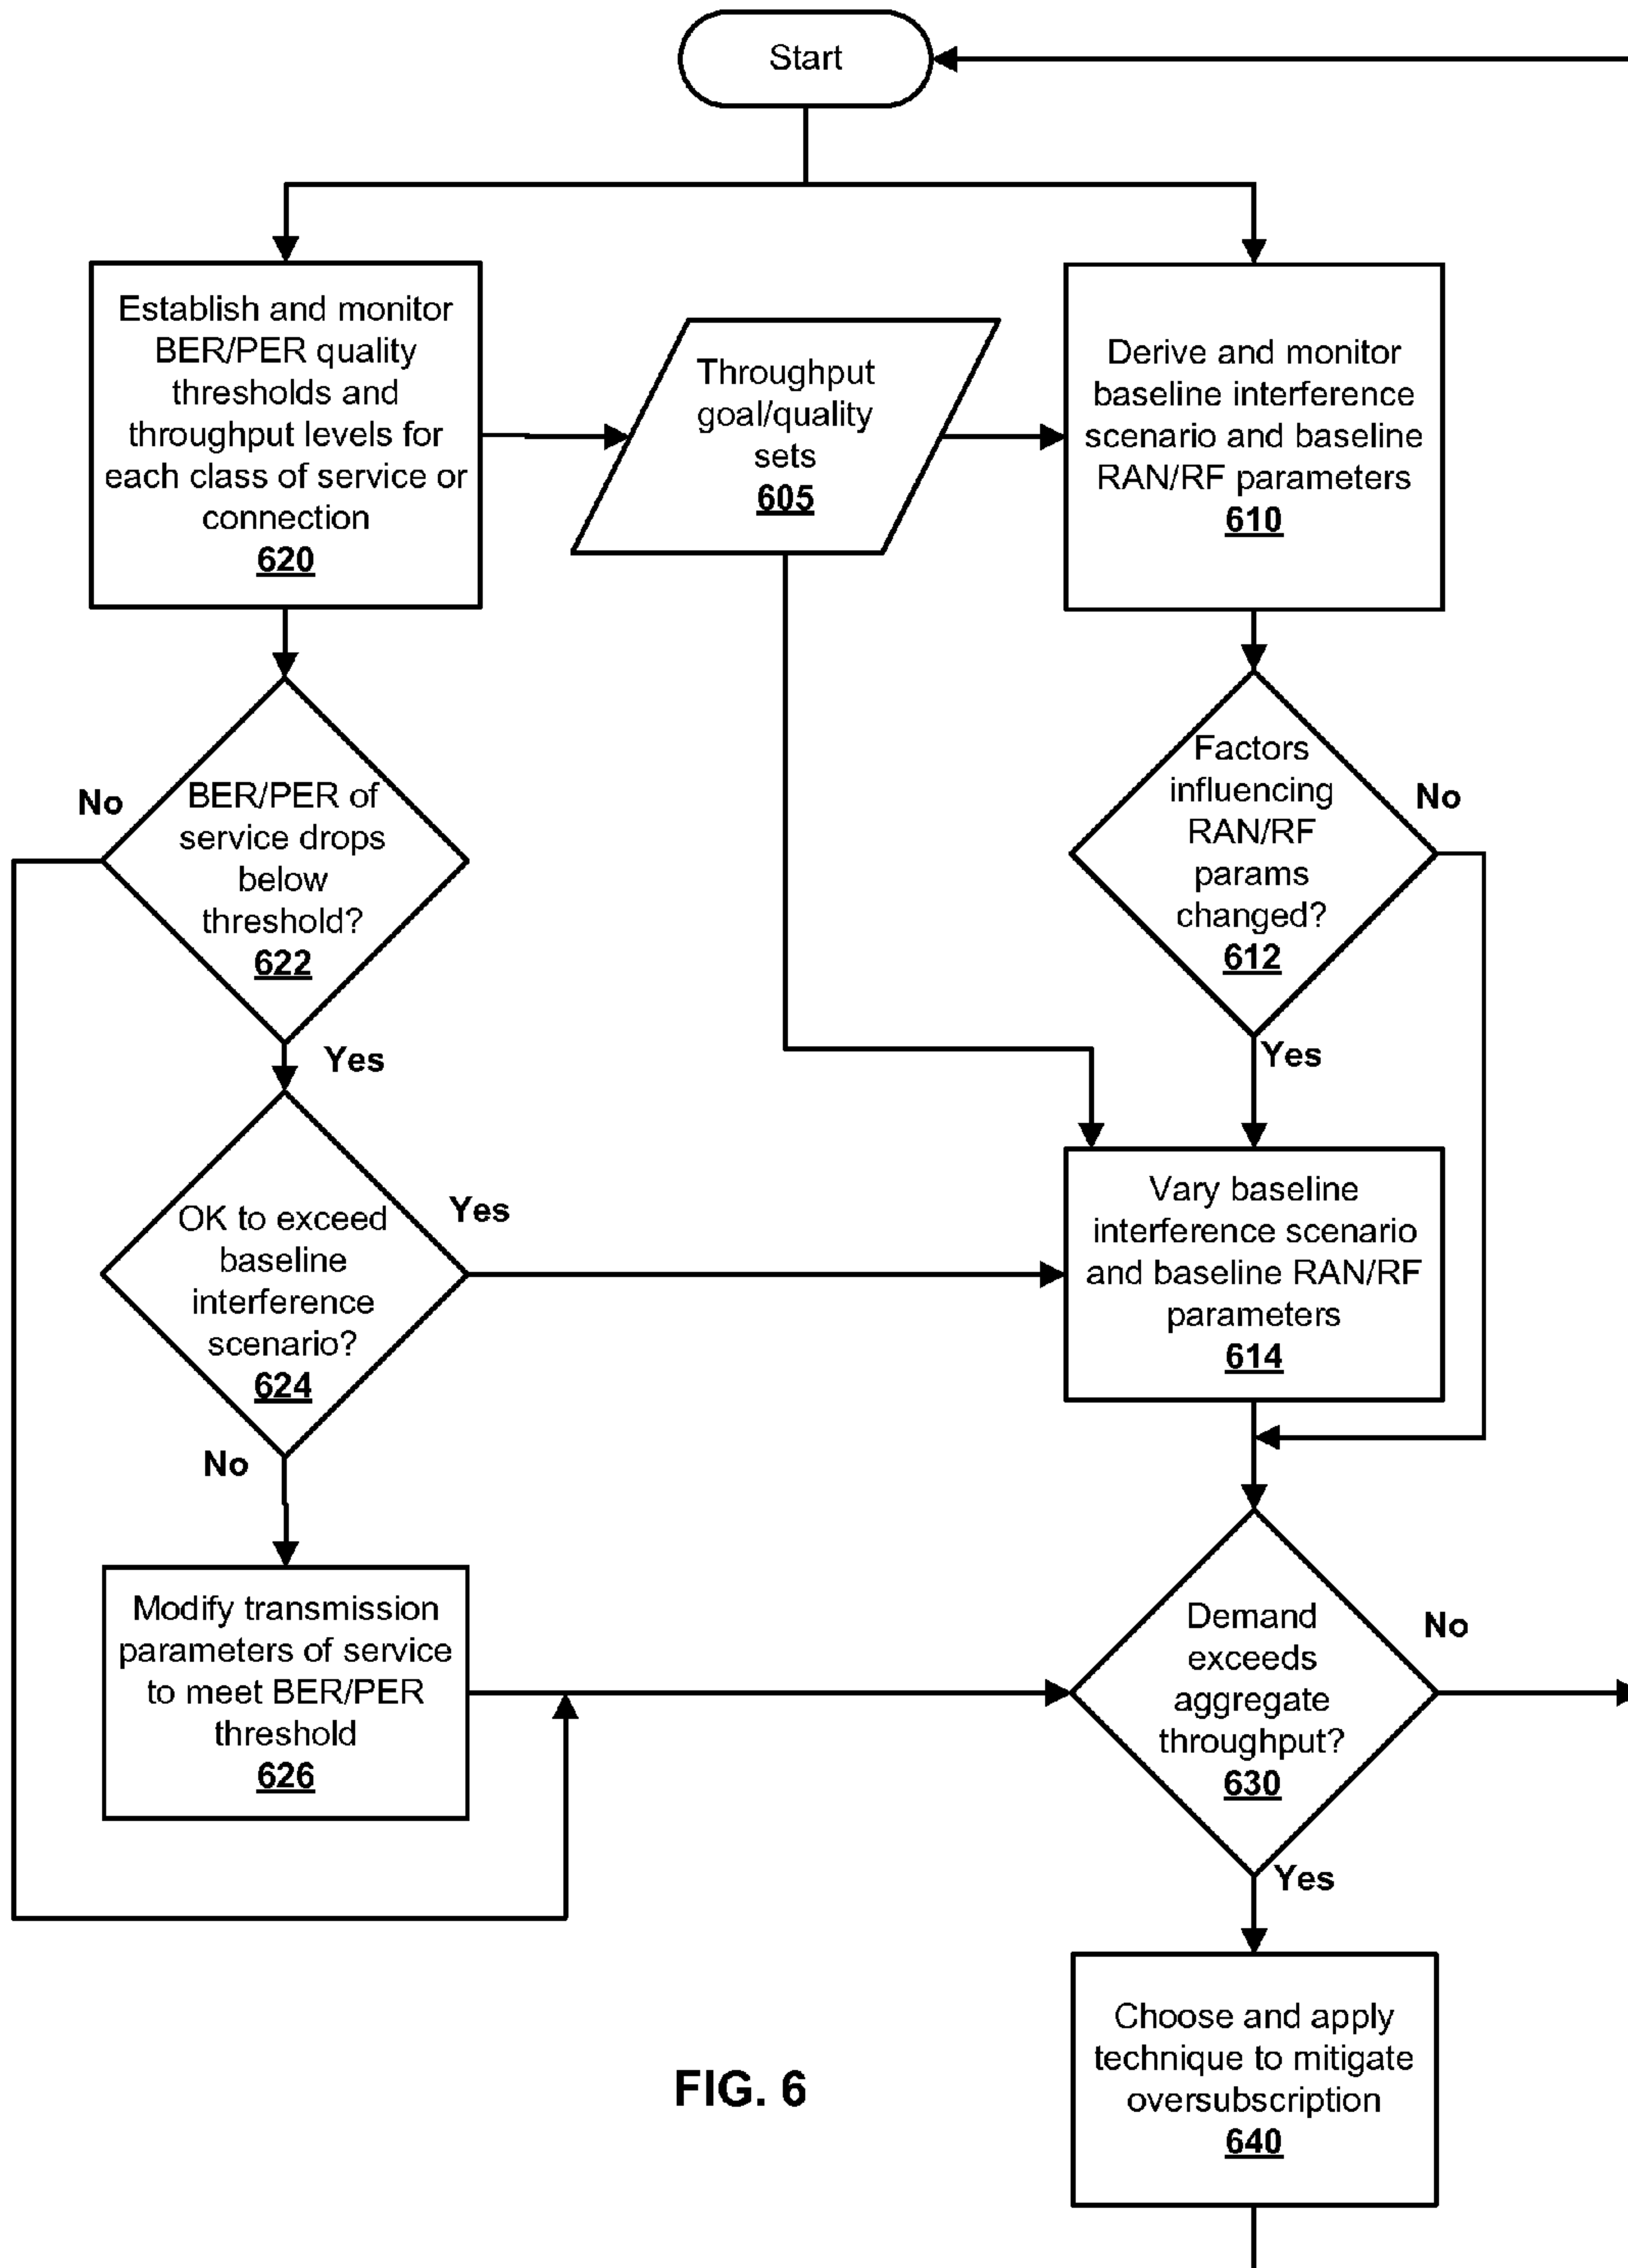 Start
Establish and monitor
BER/PER quality
thresholds and
throughput levels for
each class of service or
connection
620
Throughput
goal/quality
sets
605
Derive and monitor
baseline interference
scenario and baseline
RAN/RF parameters
610
No
BER/PER of
service drops
below
threshold?
622
Yes
Factors
influencing
RAN/RF
params
changed?
612
No
Yes
OK to exceed
baseline
interference
scenario?
624
Yes
No
Vary baseline
interference scenario
and baseline RAN/RF
parameters
614
Modify transmission
parameters of service
to meet BER/PER
threshold
626
Demand
exceeds
aggregate
throughput?
630
No
Yes
Choose and apply
technique to mitigate
oversubscription
640
FIG. 6